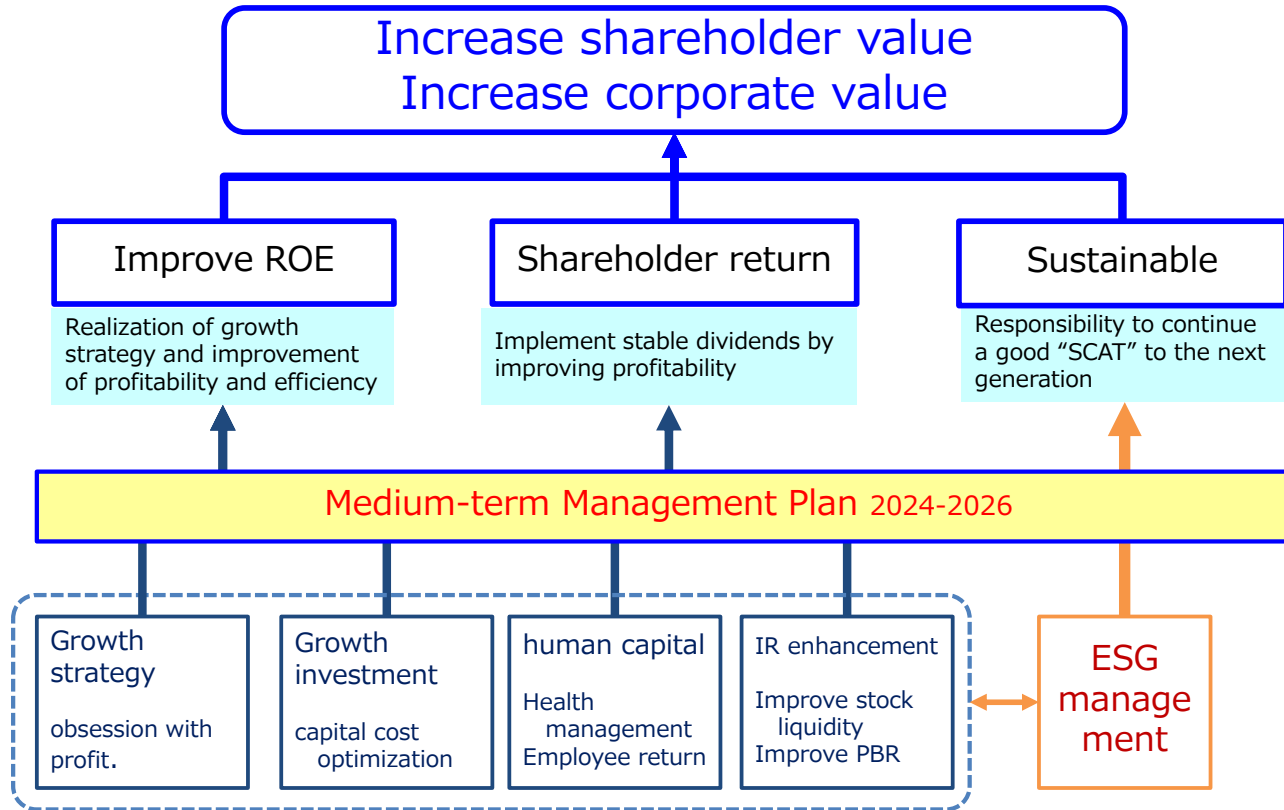 Increase shareholder value
Increase corporate value
Improve ROE
Realization of growth
strategy and improvement
of profitability and efficiency
Shareholder return
Implement stable dividends by
improving profitability
Sustainable
Responsibility to continue
a good “SCAT” to the next
generation
Medium-term Management Plan 2024-2026
Growth
strategy
obsession with
profit.
Growth
investment
capital cost
optimization
human capital
Health
management
Employee return
IR enhancement
Improve stock
liquidity
Improve PBR
ESG
manage
ment